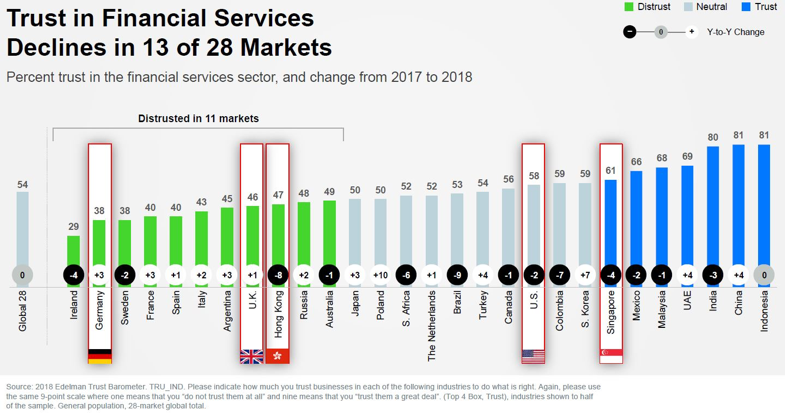 Trust in Financial Services
Declines in 13 of 28 Markets
Distrust Neutral Trust
− 0 + Y-to-Y Change
Percent trust in the financial services sector, and change from 2017 to 2018
Distrusted in 11 markets
54 29 38 38 40 40 43 45 46 47 48 49 50 50 52 52 53 54 56 58 59 59 61 66 68 69 80 81 81
0 -4 +3 -2 +3 +1 +2 +3 +1 -8 +2 -1 +3 +10 -6 +1 -9 +4 -1 -2 -7 +7 -4 -2 -1 +4 -3 +4 0
Global 28
Ireland
Germany
Sweden
France
Spain
Italy
Argentina
U.K.
Hong Kong
Russia
Australia
Japan
Poland
S. Africa
The Netherlands
Brazil
Turkey
Canada
U.S.
Colombia
S. Korea
Singapore
Mexico
Malaysia
UAE
India
China
Indonesia
Source: 2018 Edelman Trust Barometer. TRU_IND. Please indicate how much you trust businesses in each of the following industries to do what is right. Again, please use
the same 9-point scale where one means that you “do not trust them at all” and nine means that you “trust them a great deal”. (Top 4 Box, Trust), industries shown to half
of the sample. General population, 28-market global total.